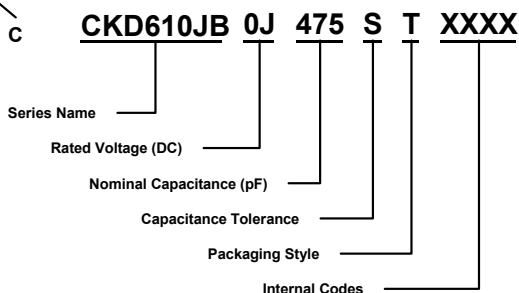 C
CKD610JB 0J 475 S T XXXX
Series Name
Rated Voltage (DC)
Nominal Capacitance (pF)
Capacitance Tolerance
Packaging Style
Internal Codes